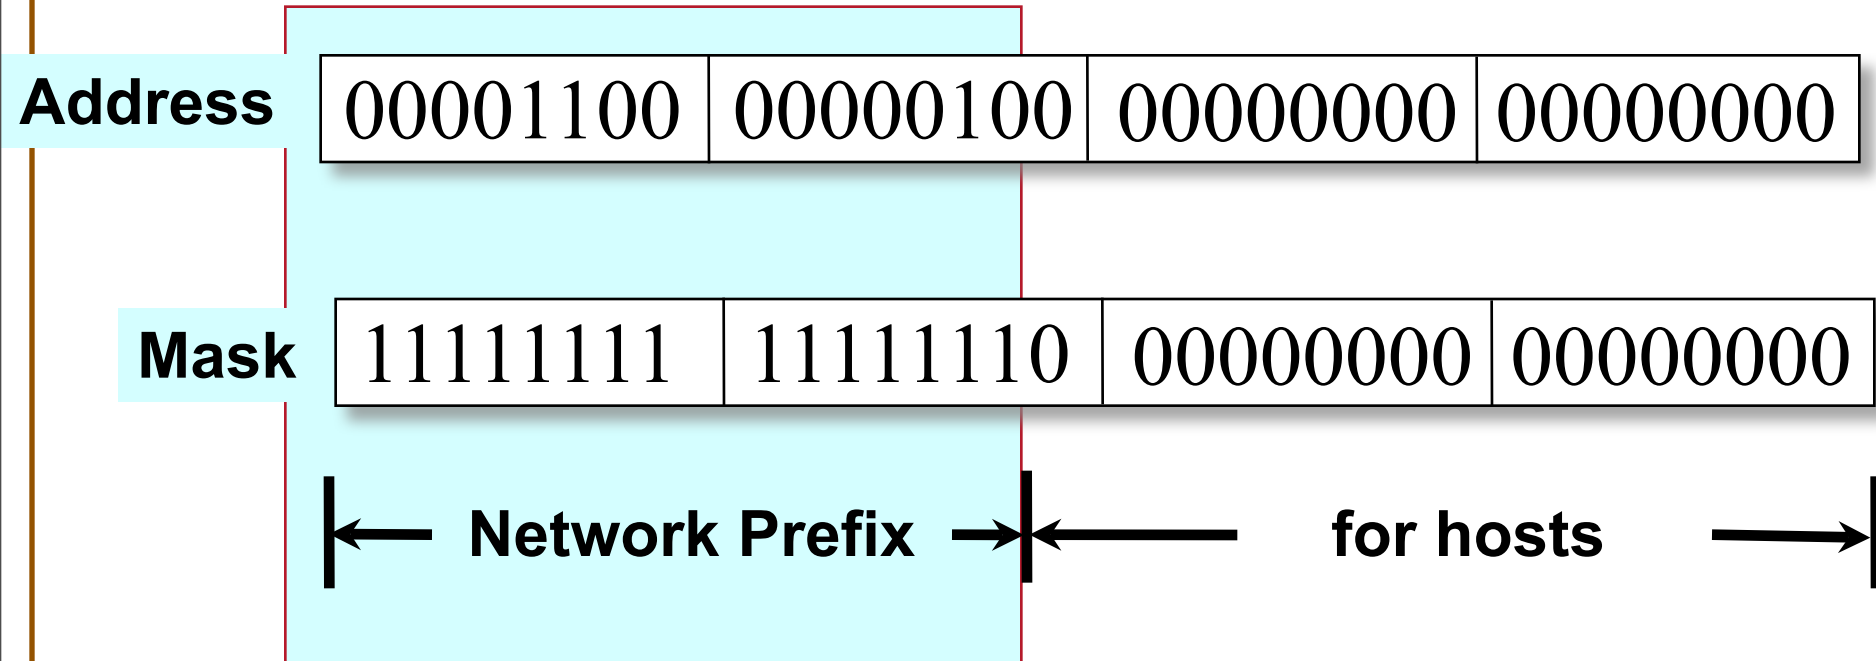 Address 00001100 00000100 00000000 00000000
Mask 11111111 11111110 00000000 00000000
Network Prefix for hosts